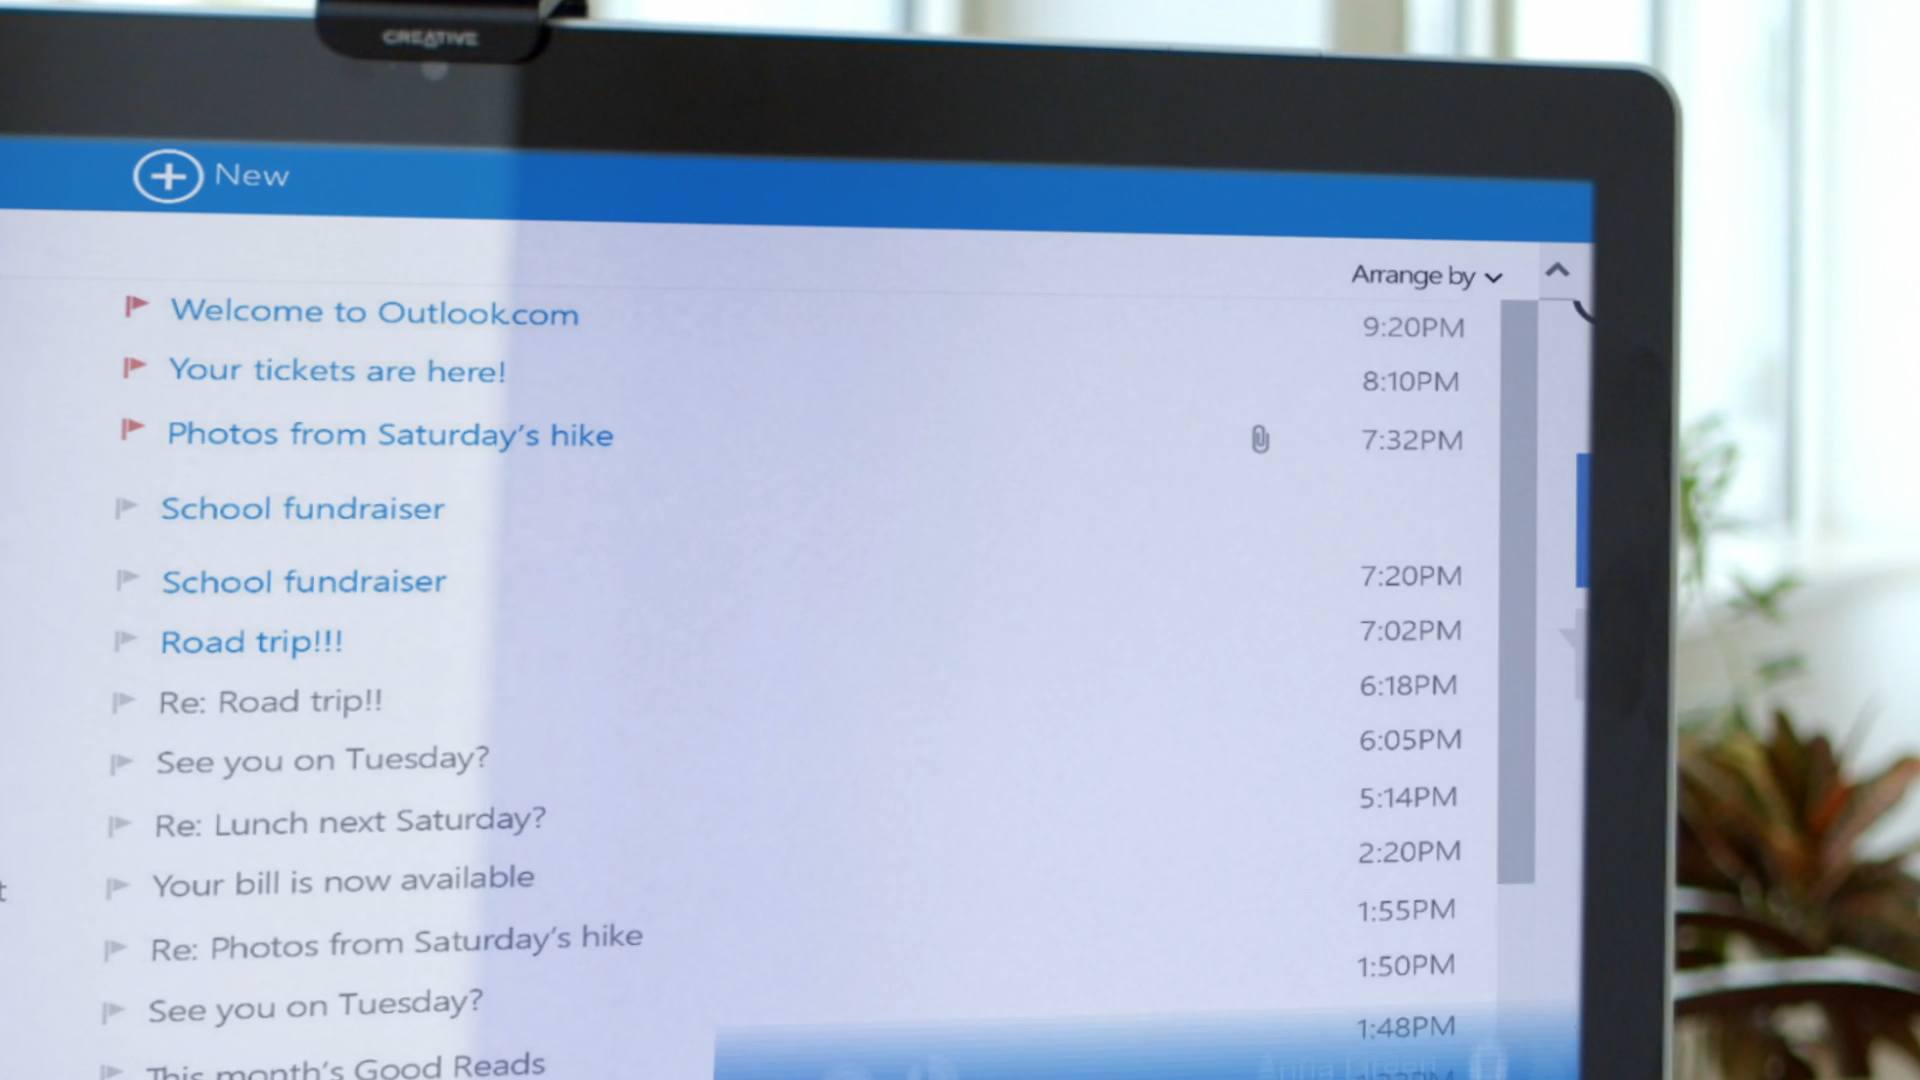 CREATIVE
New
Arrange by
Welcome to Outlook.com 9:20PM
Your tickets are here! 8:10PM
Photos from Saturday's hike 7:32PM
School fundraiser
School fundraiser 7:20PM
Road trip!!! 7:02PM
Re: Road trip!! 6:18PM
See you on Tuesday? 6:05PM
Re: Lunch next Saturday? 5:14PM
Your bill is now available 2:20PM
t
Re: Photos from Saturday's hike 1:55PM
See you on Tuesday? 1:50PM
This month's Good Reads 1:48PM